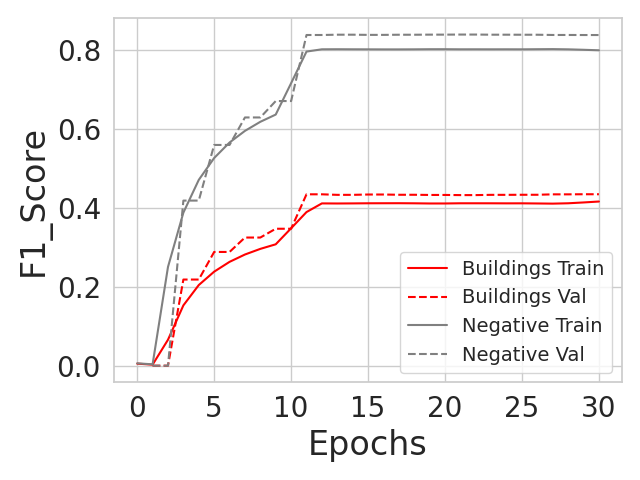 F1_Score
0.8
0.6
0.4
0.2
0.0
0 5 10 15 20 25 30
Epochs
Buildings Train
Buildings Val
Negative Train
Negative Val